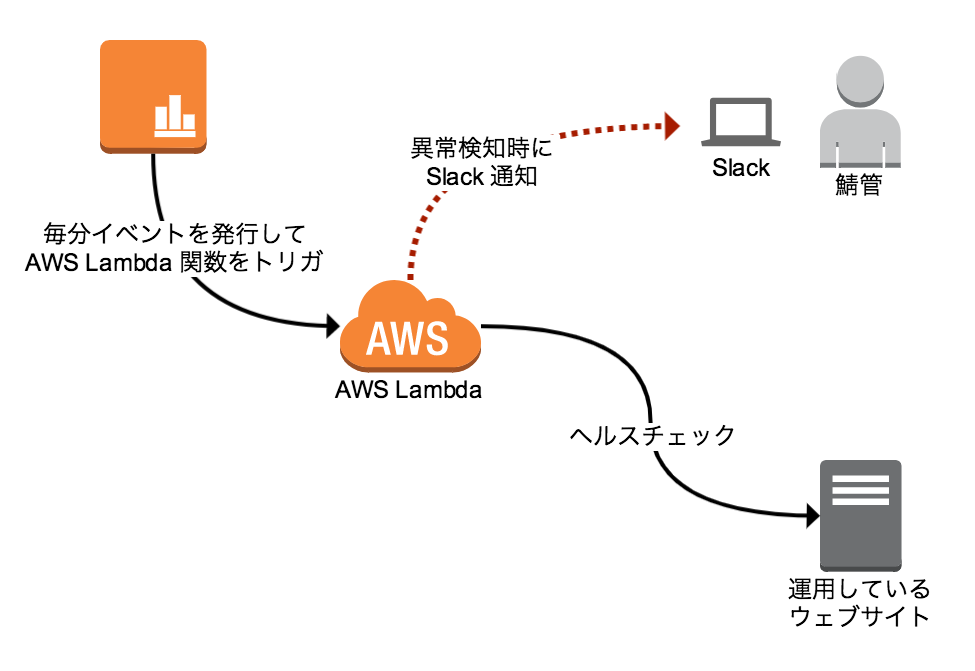 異常検知時に
Slack 通知
Slack
鯖管
毎分イベントを発行して
AWS Lambda 関数をトリガ
AWS
AWS Lambda
ヘルスチェック
運用している
ウェブサイト